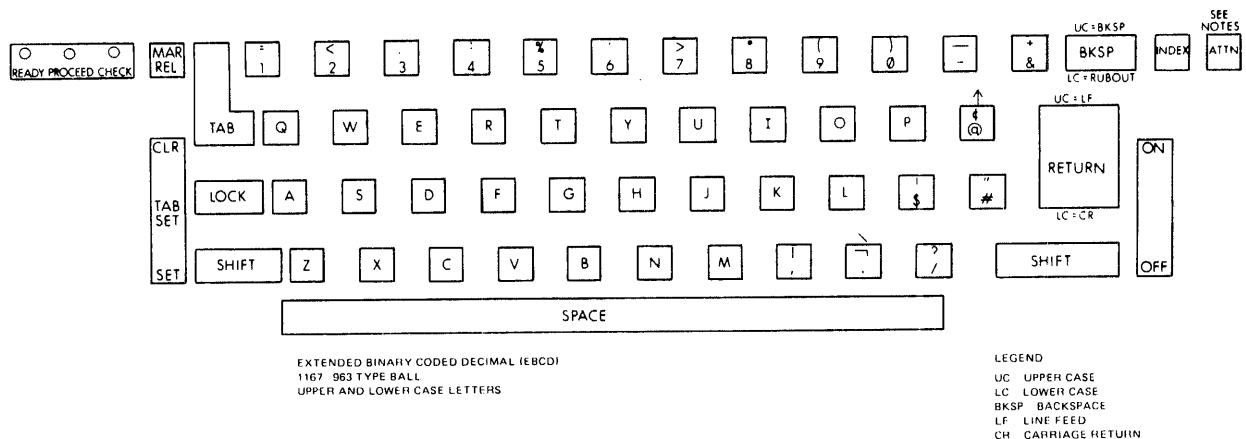 SEE
NOTES
UC=BKSP
READY PROCEED CHECK
MAR
REL
= 1
< 2
3
: 4
% 5
' 6
> 7
* 8
( 9
) 0
— -
+ &
BKSP
INDEX
ATTN
LC=RUBOUT
UC=LF
TAB Q W E R T Y U I O P ¢ @
CLR
TAB
SET
SET
RETURN
ON
OFF
LOCK A S D F G H J K L ! $ " #
LC=CR
SHIFT Z X C V B N M | , ¬ . ? / SHIFT
SPACE
EXTENDED BINARY CODED DECIMAL (EBCD)
1167 963 TYPE BALL
UPPER AND LOWER CASE LETTERS
LEGEND
UC UPPER CASE
LC LOWER CASE
BKSP BACKSPACE
LF LINE FEED
CR CARRIAGE RETURN